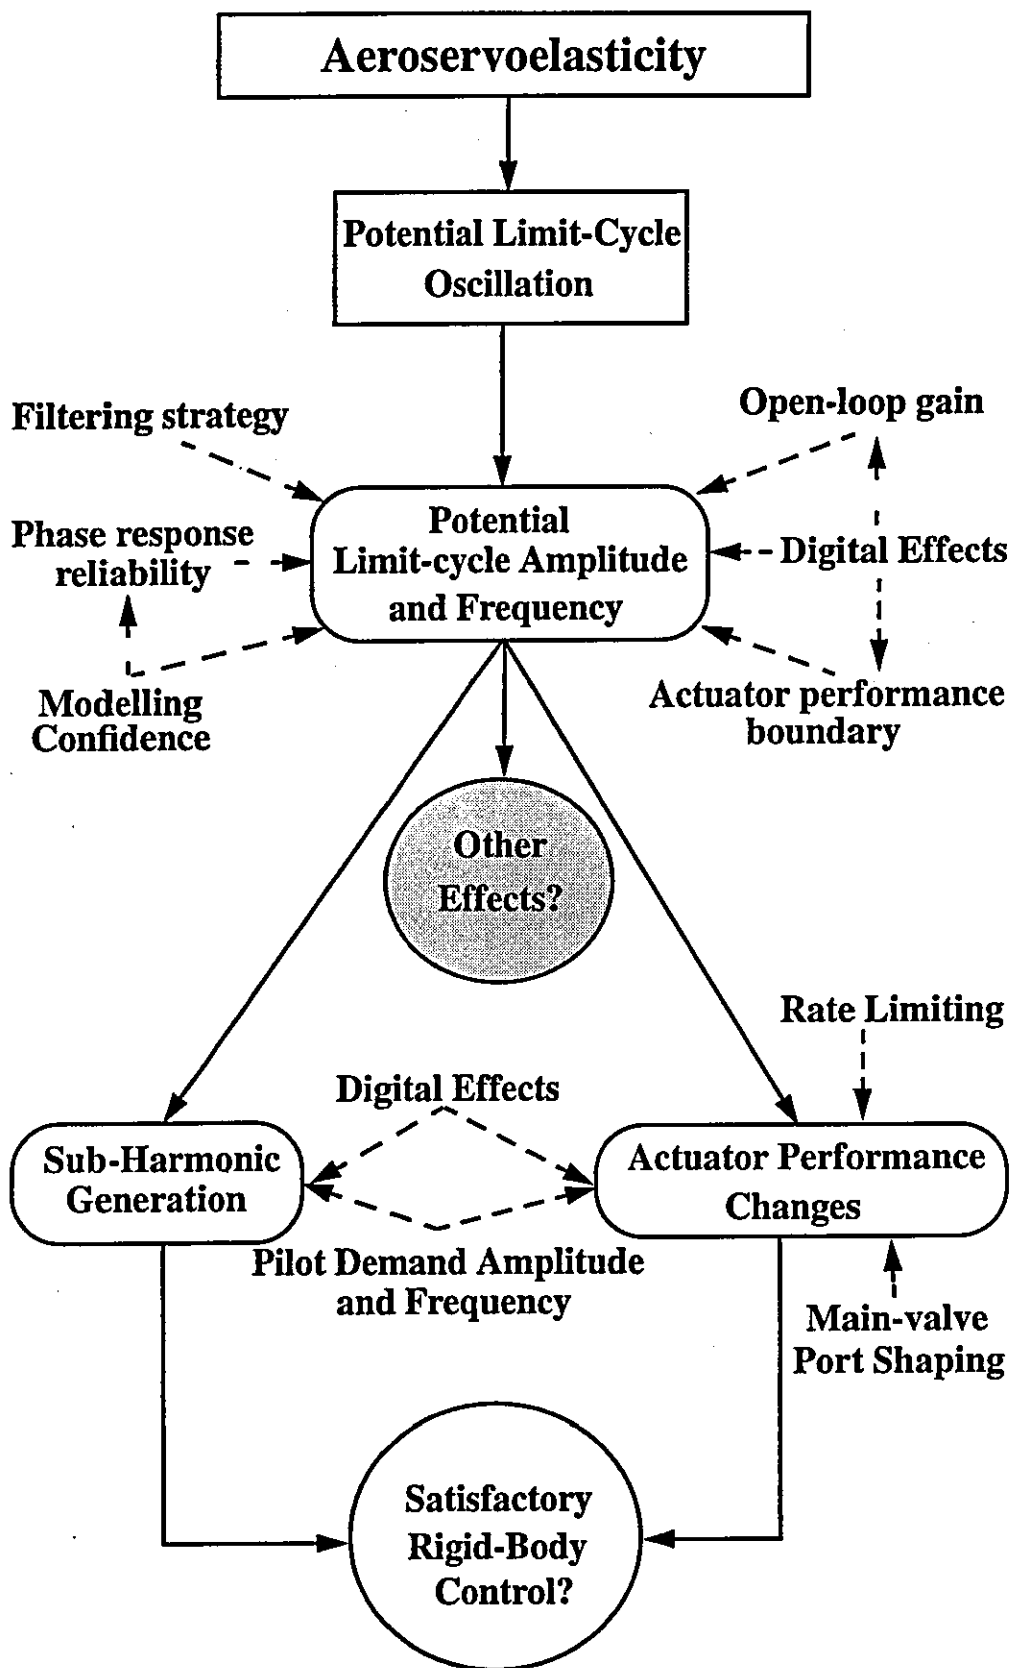 Aeroservoelasticity
Potential Limit-Cycle
Oscillation
Filtering strategy
Open-loop gain
Phase response
reliability
Potential
Limit-cycle Amplitude
and Frequency
Digital Effects
Modelling
Confidence
Actuator performance
boundary
Other
Effects?
Rate Limiting
Digital Effects
Sub-Harmonic
Generation
Actuator Performance
Changes
Pilot Demand Amplitude
and Frequency
Main-valve
Port Shaping
Satisfactory
Rigid-Body
Control?